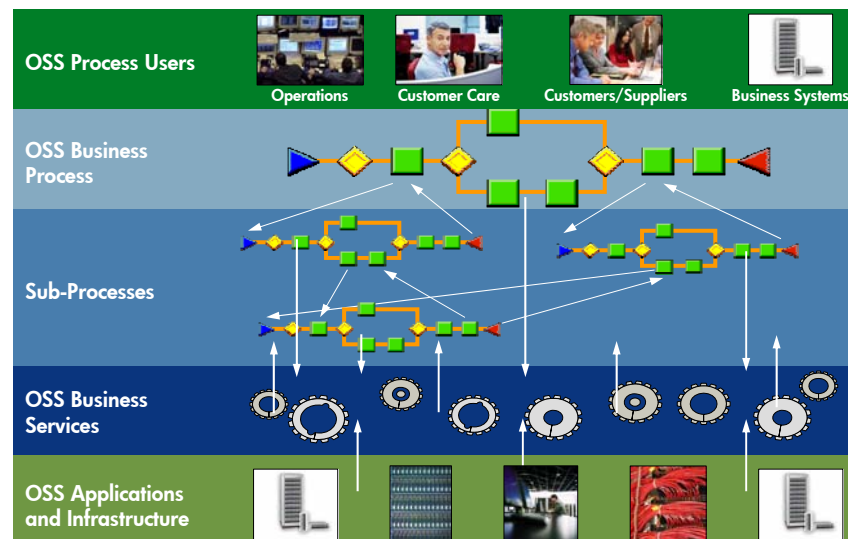 OSS Process Users
Operations
Customer Care
Customers/Suppliers
Business Systems
OSS Business
Process
Sub-Processes
OSS Business
Services
OSS Applications
and Infrastructure